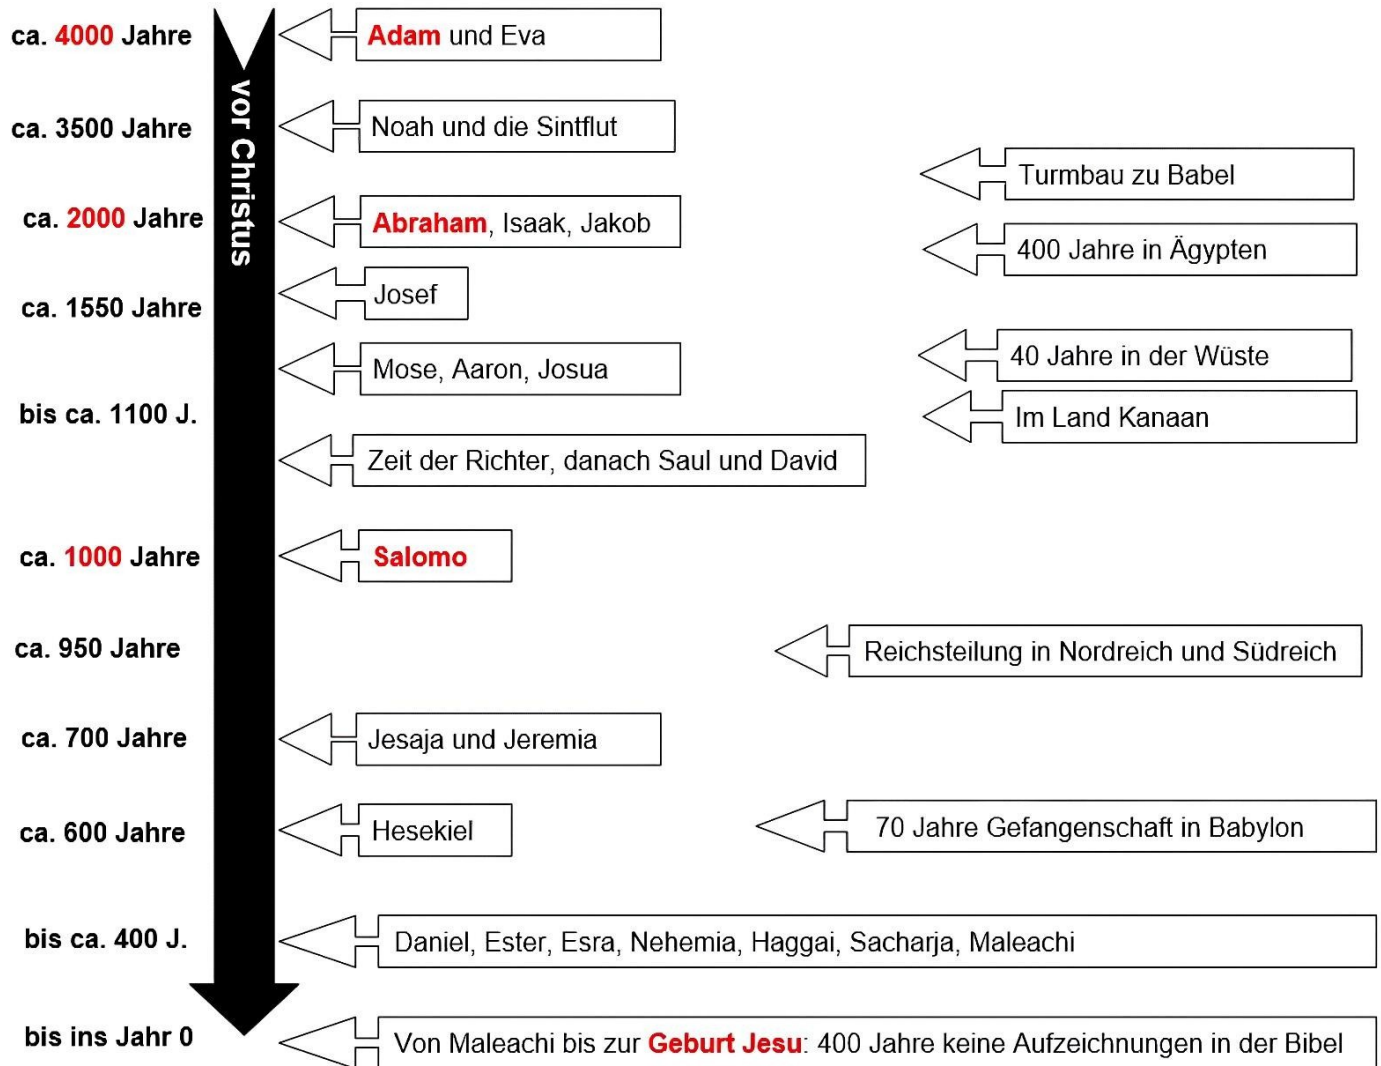 ca. 4000 Jahre
Adam und Eva
vor Christus
ca. 3500 Jahre
Noah und die Sintflut
Turmbau zu Babel
ca. 2000 Jahre
Abraham, Isaak, Jakob
400 Jahre in Ägypten
ca. 1550 Jahre
Josef
Mose, Aaron, Josua
40 Jahre in der Wüste
bis ca. 1100 J.
Im Land Kanaan
Zeit der Richter, danach Saul und David
ca. 1000 Jahre
Salomo
ca. 950 Jahre
Reichsteilung in Nordreich und Südreich
ca. 700 Jahre
Jesaja und Jeremia
ca. 600 Jahre
Hesekiel
70 Jahre Gefangenschaft in Babylon
bis ca. 400 J.
Daniel, Ester, Esra, Nehemia, Haggai, Sacharja, Maleachi
bis ins Jahr 0
Von Maleachi bis zur Geburt Jesu: 400 Jahre keine Aufzeichnungen in der Bibel